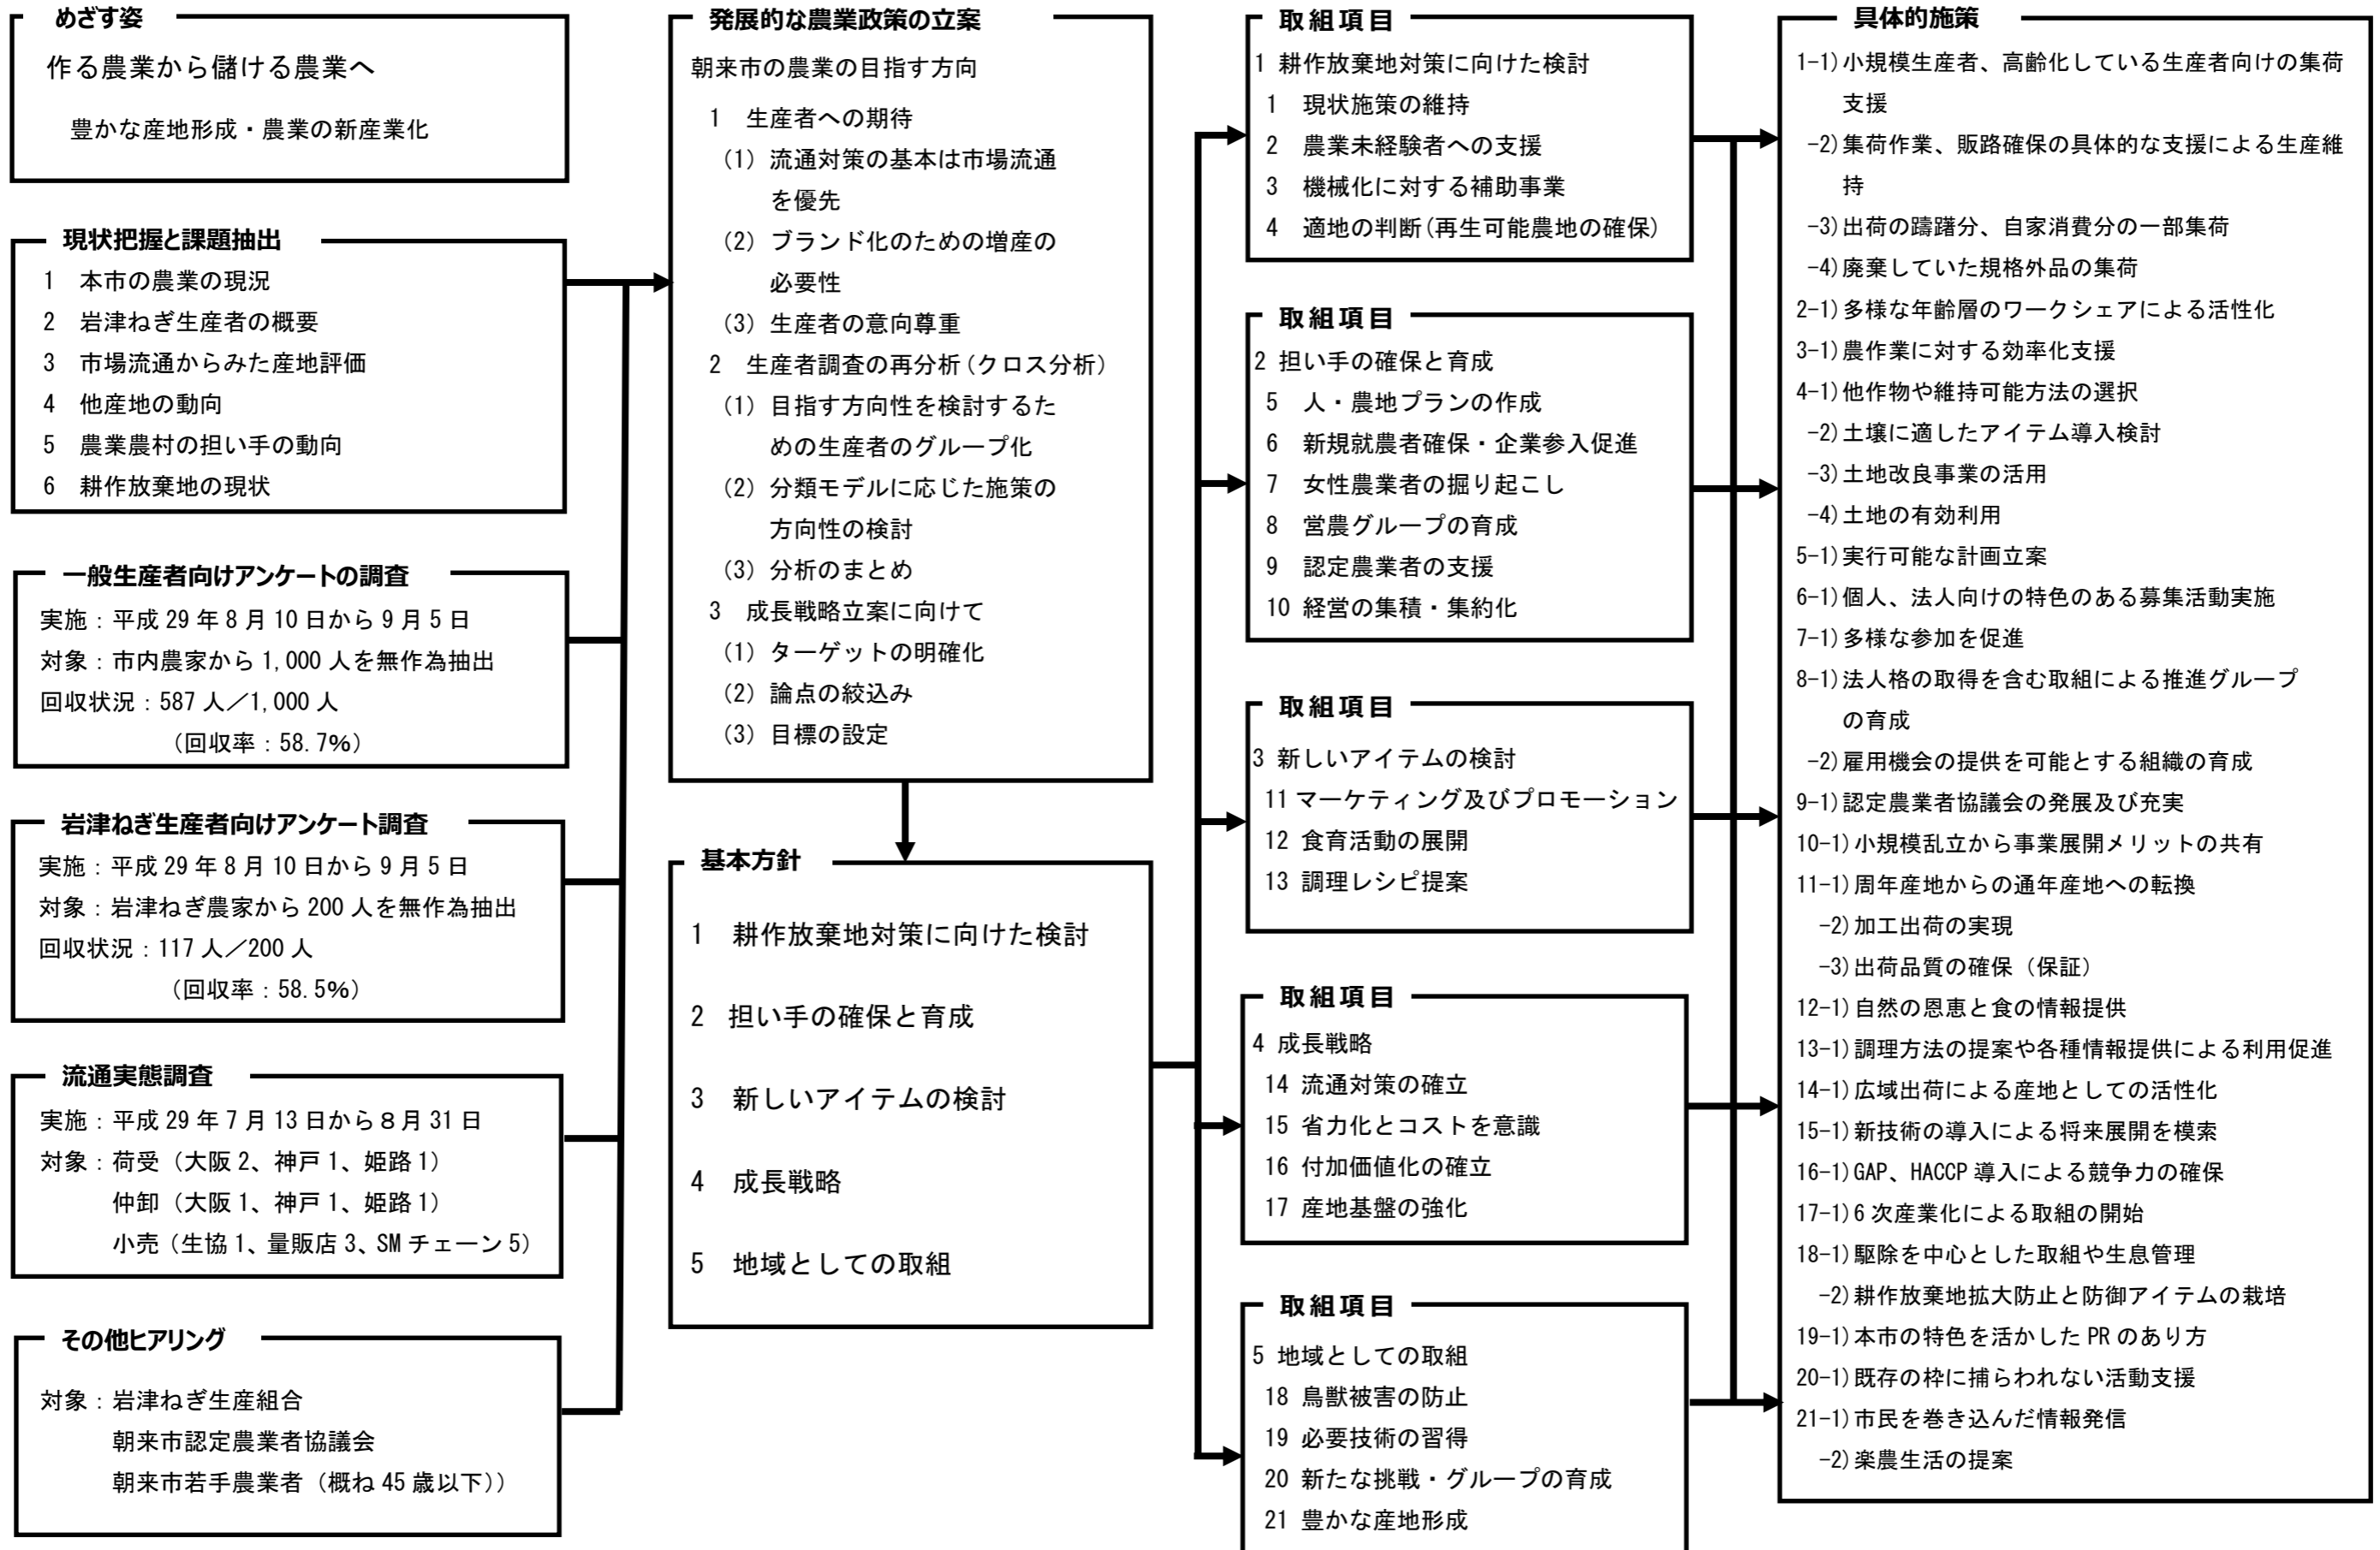 めざす姿
作る農業から儲ける農業へ
豊かな産地形成・農業の新産業化
現状把握と課題抽出
1 本市の農業の現況
2 岩津ねぎ生産者の概要
3 市場流通からみた産地評価
4 他産地の動向
5 農業農村の担い手の動向
6 耕作放棄地の現状
一般生産者向けアンケートの調査
実施：平成 29 年 8 月 10 日から 9 月 5 日
対象：市内農家から 1,000 人を無作為抽出
回収状況：587 人／1,000 人
（回収率：58.7%）
岩津ねぎ生産者向けアンケート調査
実施：平成 29 年 8 月 10 日から 9 月 5 日
対象：岩津ねぎ農家から 200 人を無作為抽出
回収状況：117 人／200 人
（回収率：58.5%）
流通実態調査
実施：平成 29 年 7 月 13 日から８月 31 日
対象：荷受（大阪 2、神戸 1、姫路 1）
仲卸（大阪 1、神戸 1、姫路 1）
小売（生協 1、量販店 3、SM チェーン 5）
その他ヒアリング
対象：岩津ねぎ生産組合
朝来市認定農業者協議会
朝来市若手農業者（概ね 45 歳以下））
発展的な農業政策の立案
朝来市の農業の目指す方向
1 生産者への期待
（1）流通対策の基本は市場流通
を優先
（2）ブランド化のための増産の
必要性
（3）生産者の意向尊重
2 生産者調査の再分析（クロス分析）
（1）目指す方向性を検討するた
めの生産者のグループ化
（2）分類モデルに応じた施策の
方向性の検討
（3）分析のまとめ
3 成長戦略立案に向けて
（1）ターゲットの明確化
（2）論点の絞込み
（3）目標の設定
基本方針
1 耕作放棄地対策に向けた検討
2 担い手の確保と育成
3 新しいアイテムの検討
4 成長戦略
5 地域としての取組
取組項目
1 耕作放棄地対策に向けた検討
1 現状施策の維持
2 農業未経験者への支援
3 機械化に対する補助事業
4 適地の判断(再生可能農地の確保)
取組項目
2 担い手の確保と育成
5 人・農地プランの作成
6 新規就農者確保・企業参入促進
7 女性農業者の掘り起こし
8 営農グループの育成
9 認定農業者の支援
10 経営の集積・集約化
取組項目
3 新しいアイテムの検討
11 マーケティング及びプロモーション
12 食育活動の展開
13 調理レシピ提案
取組項目
4 成長戦略
14 流通対策の確立
15 省力化とコストを意識
16 付加価値化の確立
17 産地基盤の強化
取組項目
5 地域としての取組
18 鳥獣被害の防止
19 必要技術の習得
20 新たな挑戦・グループの育成
21 豊かな産地形成
具体的施策
1-1)小規模生産者、高齢化している生産者向けの集荷
支援
-2)集荷作業、販路確保の具体的な支援による生産維
持
-3)出荷の躊躇分、自家消費分の一部集荷
-4)廃棄していた規格外品の集荷
2-1)多様な年齢層のワークシェアによる活性化
3-1)農作業に対する効率化支援
4-1)他作物や維持可能方法の選択
-2)土壌に適したアイテム導入検討
-3)土地改良事業の活用
-4)土地の有効利用
5-1)実行可能な計画立案
6-1)個人、法人向けの特色のある募集活動実施
7-1)多様な参加を促進
8-1)法人格の取得を含む取組による推進グループ
の育成
-2)雇用機会の提供を可能とする組織の育成
9-1)認定農業者協議会の発展及び充実
10-1)小規模乱立から事業展開メリットの共有
11-1)周年産地からの通年産地への転換
-2)加工出荷の実現
-3)出荷品質の確保（保証）
12-1)自然の恩恵と食の情報提供
13-1)調理方法の提案や各種情報提供による利用促進
14-1)広域出荷による産地としての活性化
15-1)新技術の導入による将来展開を模索
16-1)GAP、HACCP 導入による競争力の確保
17-1)6 次産業化による取組の開始
18-1)駆除を中心とした取組や生息管理
-2)耕作放棄地拡大防止と防御アイテムの栽培
19-1)本市の特色を活かした PR のあり方
20-1)既存の枠に捕らわれない活動支援
21-1)市民を巻き込んだ情報発信
-2)楽農生活の提案